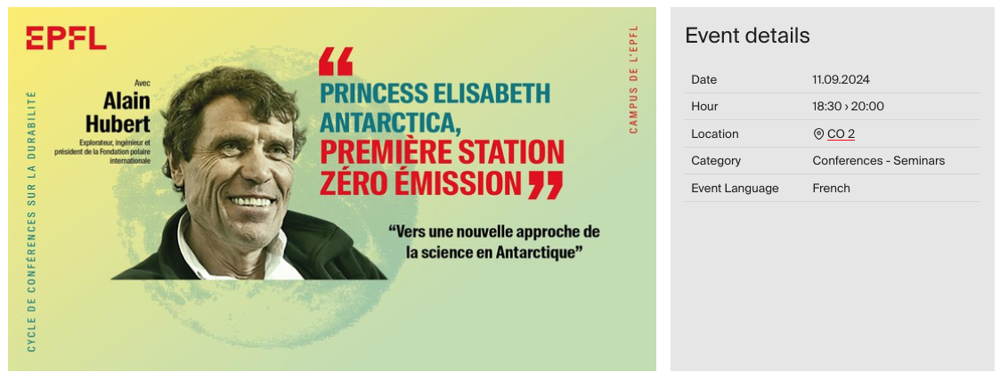 EPFL
CYCLE DE CONFÉRENCES SUR LA DURABILITÉ
Avec
Alain
Hubert
Explorateur, ingénieur et
président de la Fondation polaire
internationale
“
PRINCESS ELISABETH
ANTARCTICA,
PREMIÈRE STATION
ZÉRO ÉMISSION ”
“Vers une nouvelle approche de
la science en Antarctique”
CAMPUS DE L'EPFL
Event details
Date 11.09.2024
Hour 18:30 › 20:00
Location CO 2
Category Conferences - Seminars
Event Language French